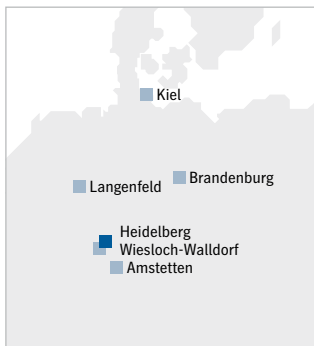 Kiel
Brandenburg
Langenfeld
Heidelberg
Wiesloch-Walldorf
Amstetten